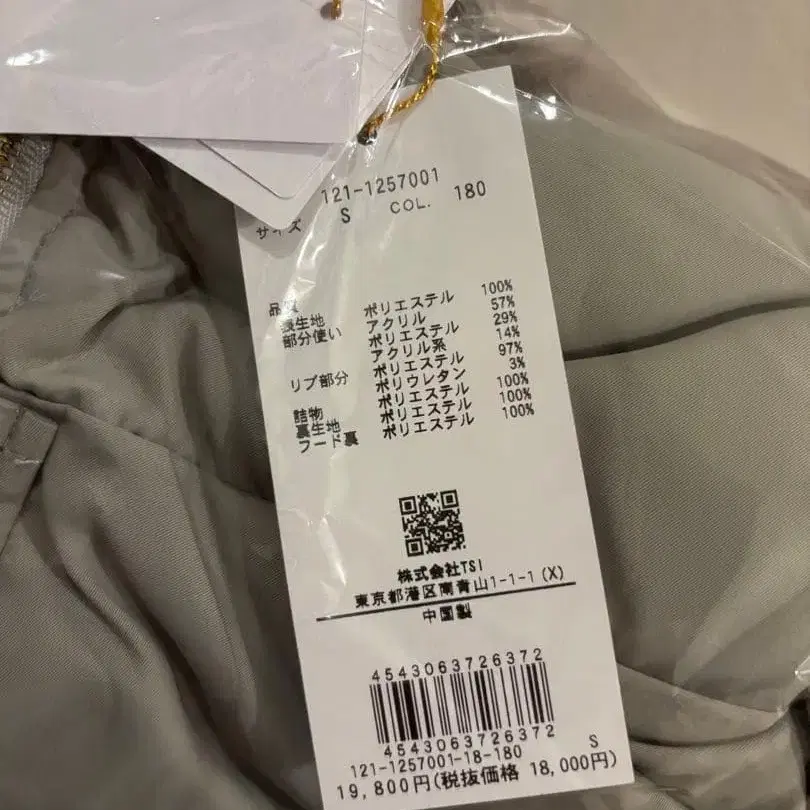 121-1257001
サイズ S COL. 180
品質
表生地 ポリエステル 100%
部分使い アクリル 57%
ポリエステル 29%
アクリル系 14%
リブ部分 ポリエステル 97%
ポリウレタン 3%
詰物 ポリエステル 100%
裏生地 ポリエステル 100%
フード裏 ポリエステル 100%
株式会社TSI
東京都港区南青山1-1-1 (X)
中国製
4543063726372
4543063726372
121-1257001-18-180 S
19,800円(税抜価格 18,000円)